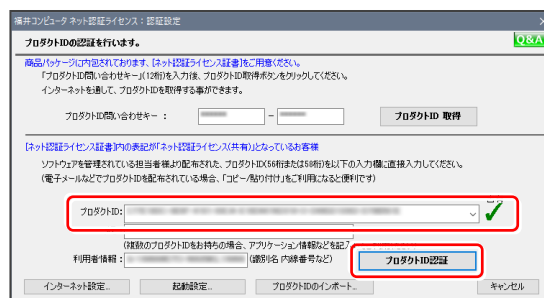 福井コンピュータ ネット認証ライセンス：認証設定
プロダクトIDの認証を行います。
Q&A
商品パッケージに内包されております、[ネット認証ライセンス証書]をご用意ください。
「プロダクトID問い合わせキー」(12桁)を入力後、プロダクトID取得ボタンをクリックしてください。
インターネットを通して、プロダクトIDを取得する事ができます。
プロダクトID問い合わせキー：
-
プロダクトID 取得
[ネット認証ライセンス証書]内の表記が「ネット認証ライセンス(共有)」となっているお客様
ソフトウェアを管理されている担当者様より配布された、プロダクトID(56桁または58桁)を以下の入力欄に直接入力してください。
(電子メールなどでプロダクトIDを配布されている場合、「コピー/貼り付け」をご利用になると便利です)
プロダクトID:
(複数のプロダクトIDをお持ちの場合、アプリケーション情報などを記入
利用者情報：
(識別名 内線番号など)
プロダクトID認証
インターネット設定...
起動設定...
プロダクトIDのインポート...
キャンセル